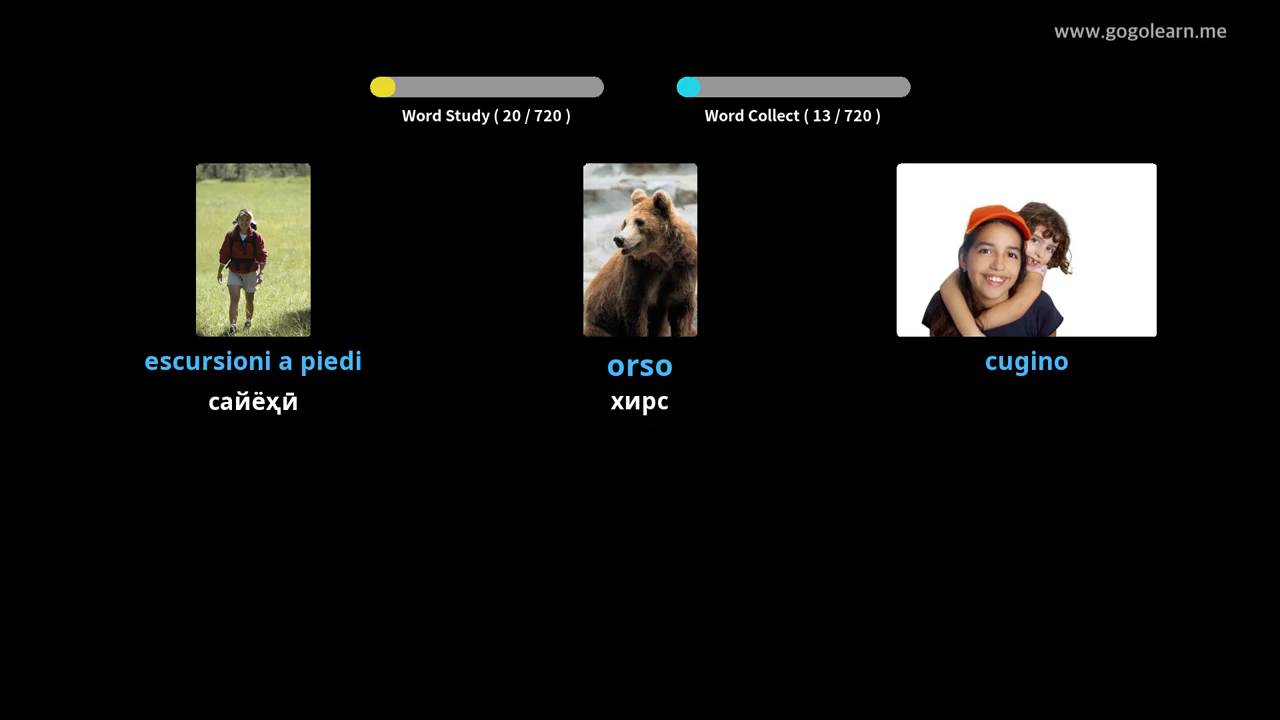 www.gogolearn.me
Word Study ( 20 / 720 )
Word Collect ( 13 / 720 )
escursioni a piedi
сайёҳӣ
orso
хирс
cugino